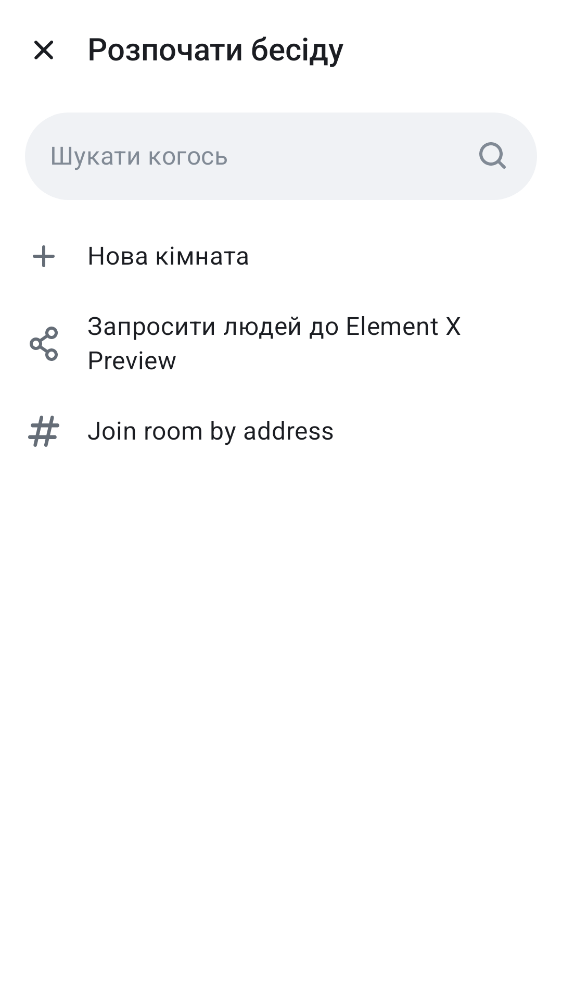 Розпочати бесіду
Шукати когось
Нова кімната
Запросити людей до Element X
Preview
Join room by address